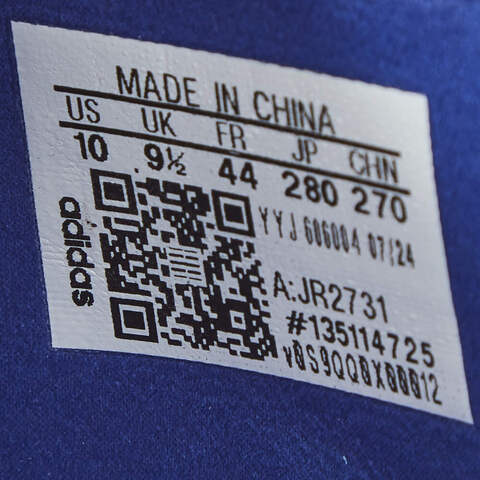 MADE IN CHINA
US UK FR JP CHN
10 9½ 44 280 270
adidas
YYJ 606004 07/24
A:JR2731
#135114725
v0S9QQ0X00012